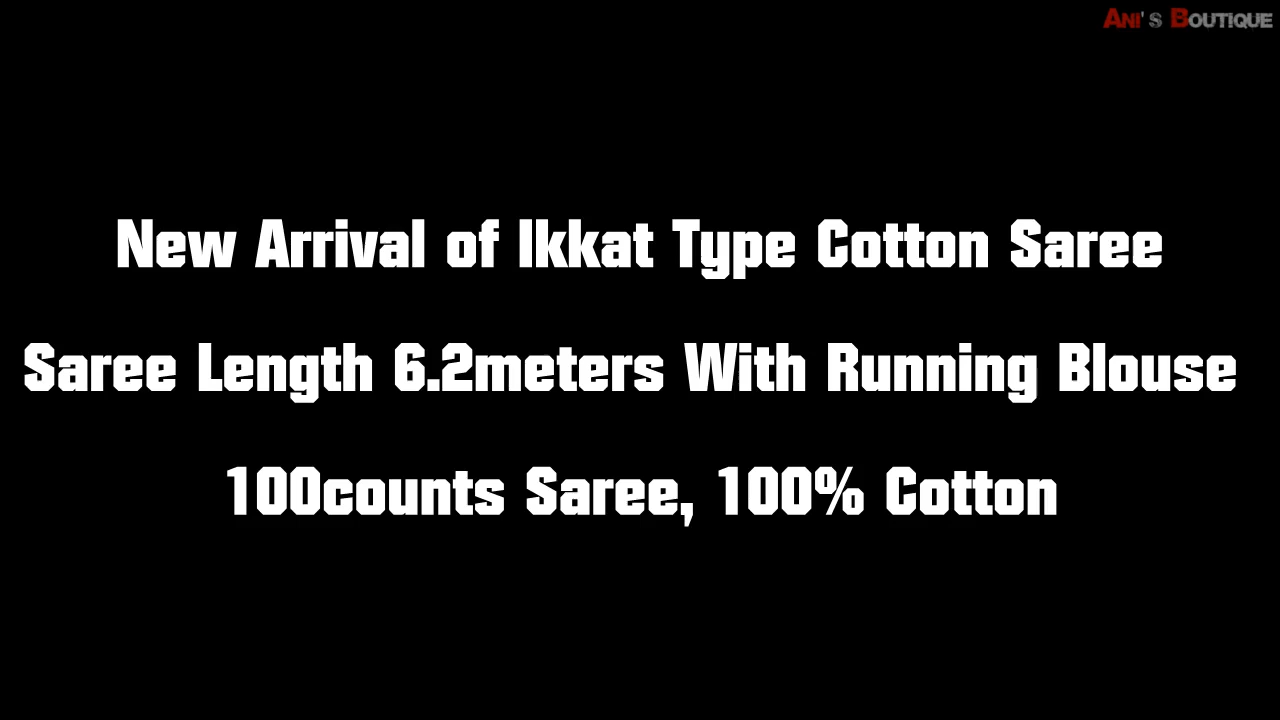 Ani's Boutique
New Arrival of Ikkat Type Cotton Saree
Saree Length 6.2meters With Running Blouse
100counts Saree, 100% Cotton